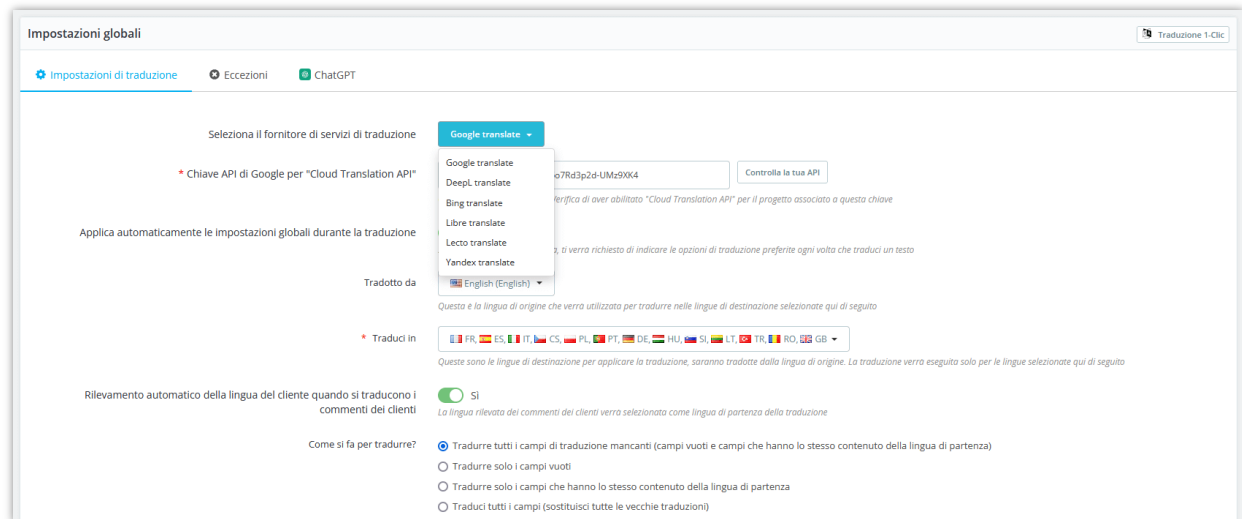 Impostazioni globali
Traduzione 1-Clic
Impostazioni di traduzione
Eccezioni
ChatGPT
Seleziona il fornitore di servizi di traduzione
Google translate
Google translate
DeepL translate
Bing translate
Libre translate
Lecto translate
Yandex translate
* Chiave API di Google per "Cloud Translation API"
o7Rd3p2d-UMz9XK4
Controlla la tua API
erifica di aver abilitato "Cloud Translation API" per il progetto associato a questa chiave
Applica automaticamente le impostazioni globali durante la traduzione
, ti verrà richiesto di indicare le opzioni di traduzione preferite ogni volta che traduci un testo
Tradotto da
English (English)
Questa è la lingua di origine che verrà utilizzata per tradurre nelle lingue di destinazione selezionate qui di seguito
* Traduci in
FR, ES, IT, CS, PL, PT, DE, HU, SI, LT, TR, RO, GB
Queste sono le lingue di destinazione per applicare la traduzione, saranno tradotte dalla lingua di origine. La traduzione verrà eseguita solo per le lingue selezionate qui di seguito
Rilevamento automatico della lingua del cliente quando si traducono i
commenti dei clienti
Sì
La lingua rilevata dei commenti dei clienti verrà selezionata come lingua di partenza della traduzione
Come si fa per tradurre?
Tradurre tutti i campi di traduzione mancanti (campi vuoti e campi che hanno lo stesso contenuto della lingua di partenza)
Tradurre solo i campi vuoti
Tradurre solo i campi che hanno lo stesso contenuto della lingua di partenza
Traduci tutti i campi (sostituisci tutte le vecchie traduzioni)